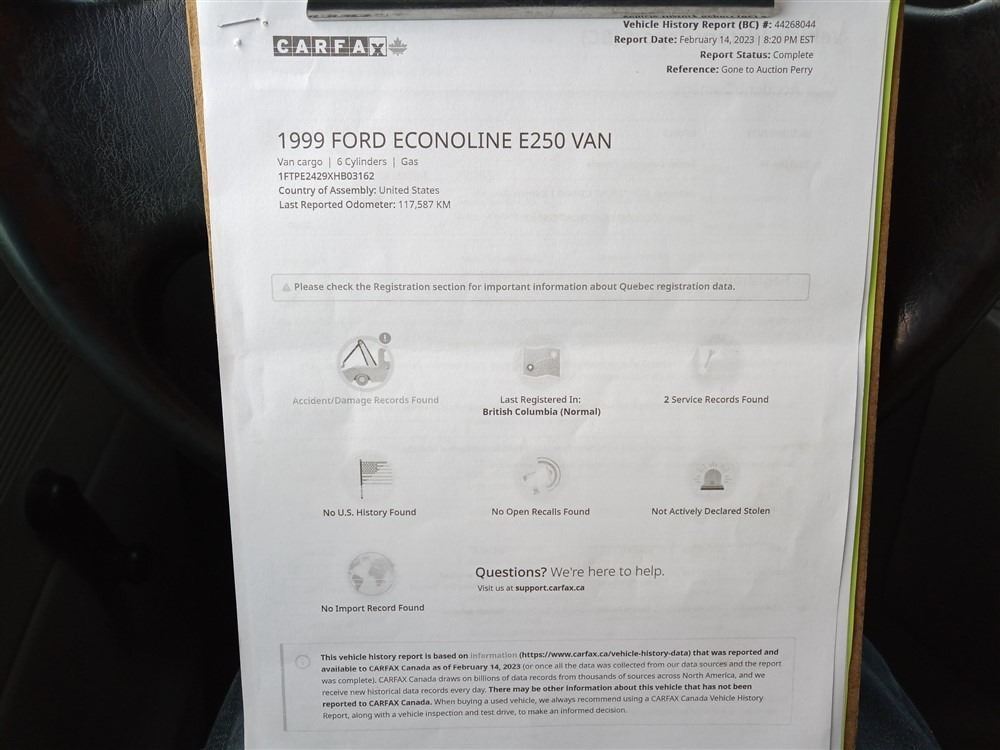 Vehicle History Report (BC) #: 44268044
CARFAX
Report Date: February 14, 2023 | 8:20 PM EST
Report Status: Complete
Reference: Gone to Auction Perry
1999 FORD ECONOLINE E250 VAN
Van cargo | 6 Cylinders | Gas
1FTPE2429XHB03162
Country of Assembly: United States
Last Reported Odometer: 117,587 KM
Please check the Registration section for important information about Quebec registration data.
Accident/Damage Records Found
Last Registered In:
British Columbia (Normal)
2 Service Records Found
No U.S. History Found
No Open Recalls Found
Not Actively Declared Stolen
No Import Record Found
Questions? We're here to help.
Visit us at support.carfax.ca
This vehicle history report is based on information (https://www.carfax.ca/vehicle-history-data) that was reported and
available to CARFAX Canada as of February 14, 2023 (or once all the data was collected from our data sources and the report
was complete). CARFAX Canada draws on billions of data records from thousands of sources across North America, and we
receive new historical data records every day. There may be other information about this vehicle that has not been
reported to CARFAX Canada. When buying a used vehicle, we always recommend using a CARFAX Canada Vehicle History
Report, along with a vehicle inspection and test drive, to make an informed decision.